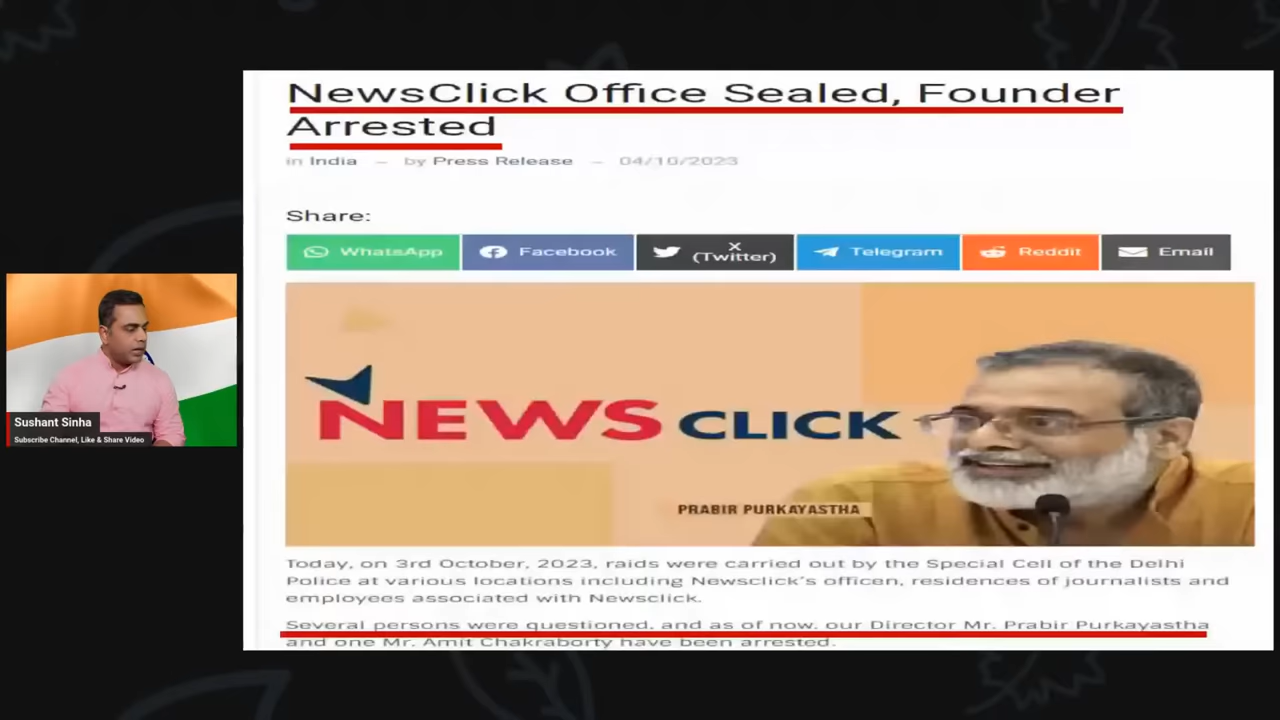 NewsClick Office Sealed, Founder
Arrested
in India – by Press Release – 04/10/2023
Share:
WhatsApp
Facebook
X
(Twitter)
Telegram
Reddit
Email
NEWS CLICK
PRABIR PURKAYASTHA
Today, on 3rd October, 2023, raids were carried out by the Special Cell of the Delhi
Police at various locations including Newsclick's officen, residences of journalists and
employees associated with Newsclick.
Several persons were questioned, and as of now, our Director Mr. Prabir Purkayastha
and one Mr. Amit Chakraborty have been arrested.
Sushant Sinha
Subscribe Channel, Like & Share Video